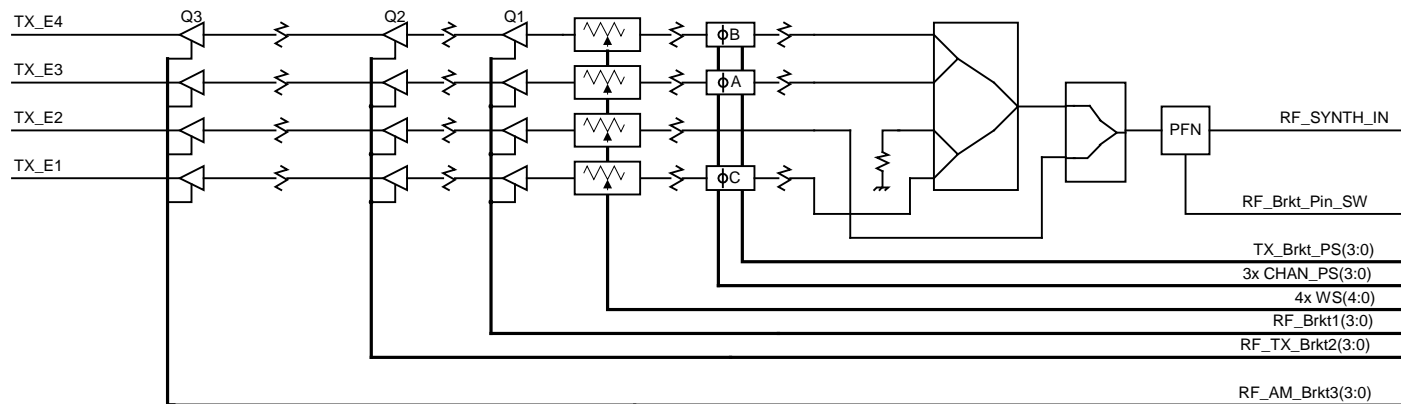 TX_E4
Q3
Q2
Q1
ϕB
TX_E3
ϕA
TX_E2
PFN
RF_SYNTH_IN
TX_E1
ϕC
RF_Brkt_Pin_SW
TX_Brkt_PS(3:0)
3x CHAN_PS(3:0)
4x WS(4:0)
RF_Brkt1(3:0)
RF_TX_Brkt2(3:0)
RF_AM_Brkt3(3:0)